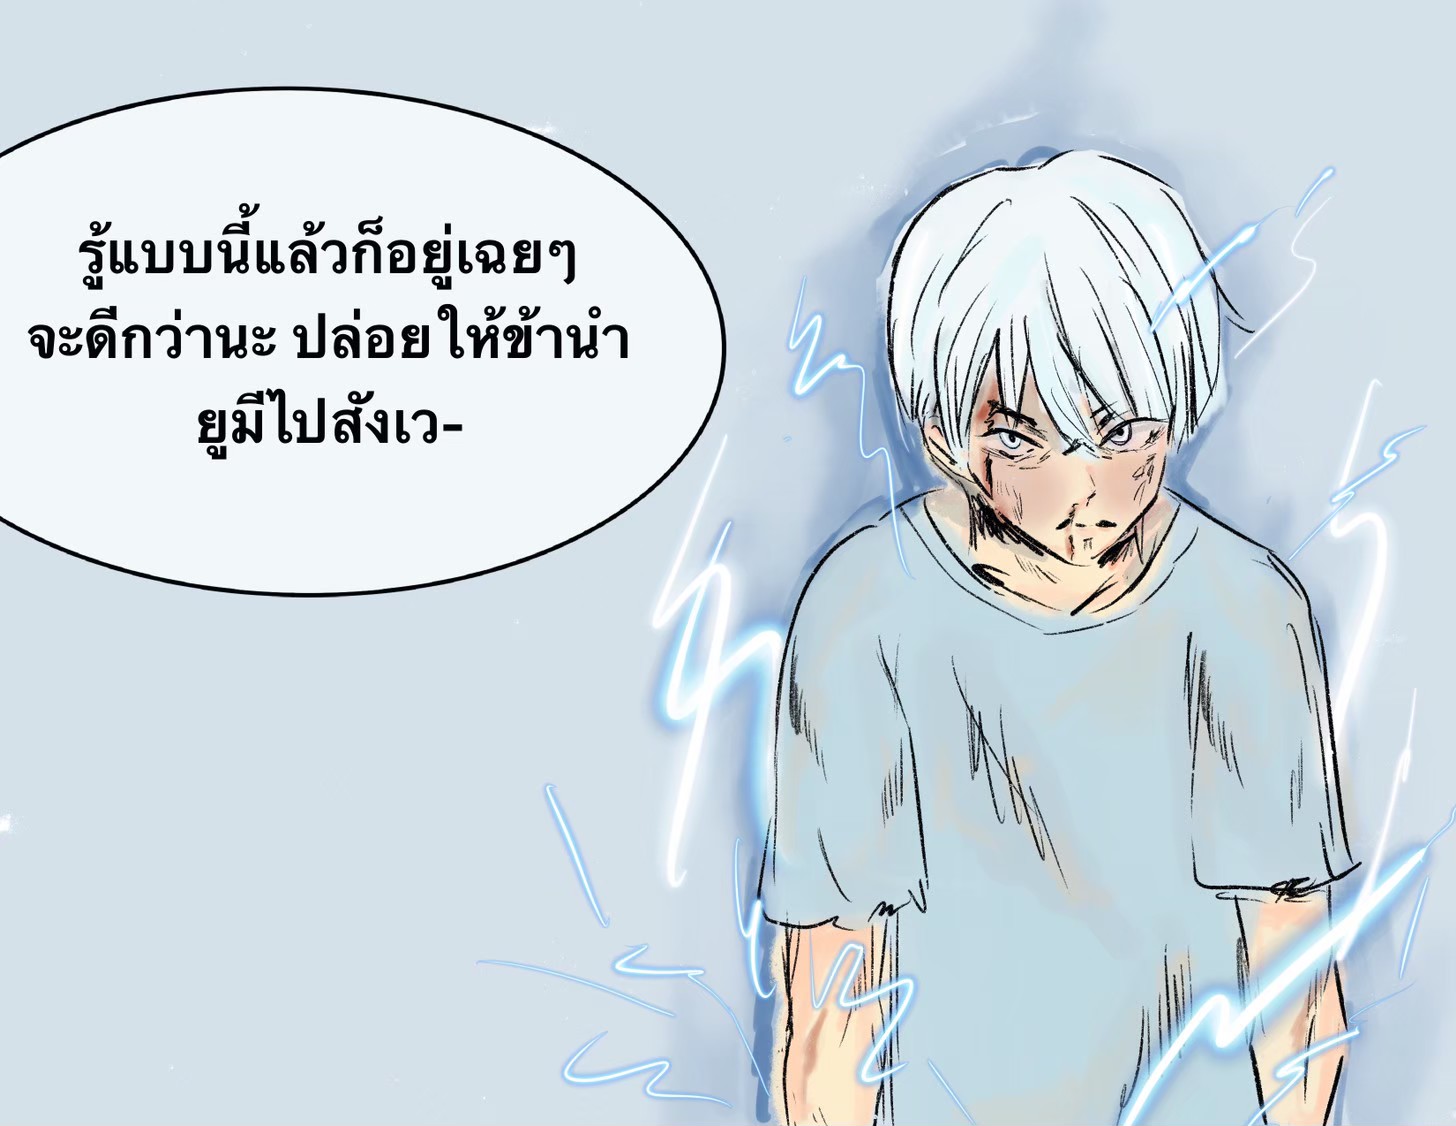 รู้แบบนี้แล้วก็อยู่เฉยๆ
จะดีกว่านะ ปล่อยให้ข้านำ
ยูมีไปสังเว-